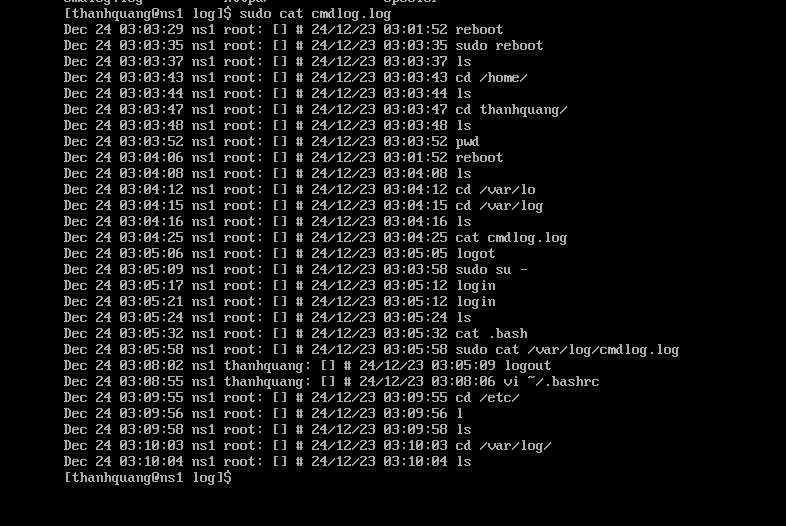 [thanhquang@ns1 log]$ sudo cat cmdlog.log
Dec 24 03:03:29 ns1 root: [] # 24/12/23 03:01:52 reboot
Dec 24 03:03:35 ns1 root: [] # 24/12/23 03:03:35 sudo reboot
Dec 24 03:03:37 ns1 root: [] # 24/12/23 03:03:37 ls
Dec 24 03:03:43 ns1 root: [] # 24/12/23 03:03:43 cd /home/
Dec 24 03:03:44 ns1 root: [] # 24/12/23 03:03:44 ls
Dec 24 03:03:47 ns1 root: [] # 24/12/23 03:03:47 cd thanhquang/
Dec 24 03:03:48 ns1 root: [] # 24/12/23 03:03:48 ls
Dec 24 03:03:52 ns1 root: [] # 24/12/23 03:03:52 pwd
Dec 24 03:04:06 ns1 root: [] # 24/12/23 03:01:52 reboot
Dec 24 03:04:08 ns1 root: [] # 24/12/23 03:04:08 ls
Dec 24 03:04:12 ns1 root: [] # 24/12/23 03:04:12 cd /var/lo
Dec 24 03:04:15 ns1 root: [] # 24/12/23 03:04:15 cd /var/log
Dec 24 03:04:16 ns1 root: [] # 24/12/23 03:04:16 ls
Dec 24 03:04:25 ns1 root: [] # 24/12/23 03:04:25 cat cmdlog.log
Dec 24 03:05:06 ns1 root: [] # 24/12/23 03:05:05 logot
Dec 24 03:05:09 ns1 root: [] # 24/12/23 03:03:58 sudo su -
Dec 24 03:05:17 ns1 root: [] # 24/12/23 03:05:12 login
Dec 24 03:05:21 ns1 root: [] # 24/12/23 03:05:12 login
Dec 24 03:05:24 ns1 root: [] # 24/12/23 03:05:24 ls
Dec 24 03:05:32 ns1 root: [] # 24/12/23 03:05:32 cat .bash
Dec 24 03:05:58 ns1 root: [] # 24/12/23 03:05:58 sudo cat /var/log/cmdlog.log
Dec 24 03:08:02 ns1 thanhquang: [] # 24/12/23 03:05:09 logout
Dec 24 03:08:55 ns1 thanhquang: [] # 24/12/23 03:08:06 vi ~/.bashrc
Dec 24 03:09:55 ns1 root: [] # 24/12/23 03:09:55 cd /etc/
Dec 24 03:09:56 ns1 root: [] # 24/12/23 03:09:56 l
Dec 24 03:09:58 ns1 root: [] # 24/12/23 03:09:58 ls
Dec 24 03:10:03 ns1 root: [] # 24/12/23 03:10:03 cd /var/log/
Dec 24 03:10:04 ns1 root: [] # 24/12/23 03:10:04 ls
[thanhquang@ns1 log]$